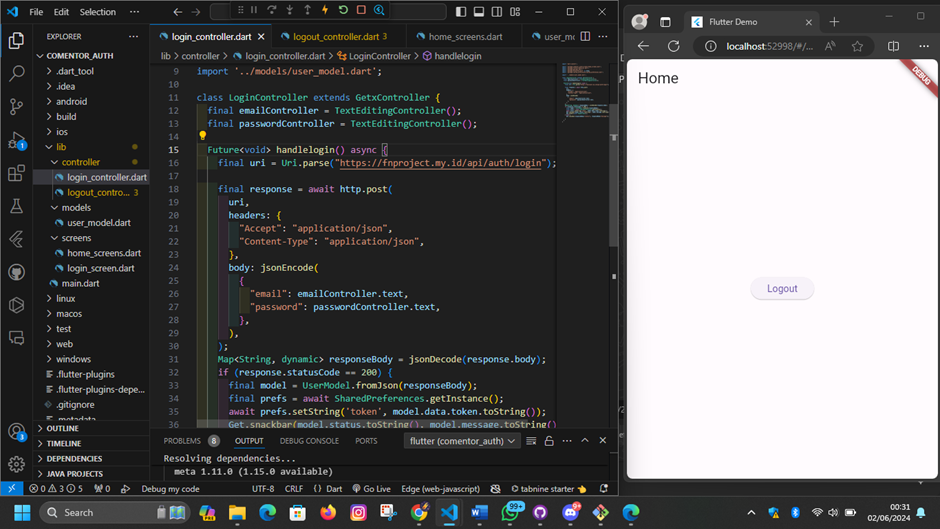 File Edit Selection ...
EXPLORER
COMENTOR_AUTH
.dart_tool
.idea
android
build
ios
lib
controller
login_controller.dart
logout_contro... 3
models
user_model.dart
screens
home_screens.dart
login_screen.dart
main.dart
linux
macos
test
web
windows
.flutter-plugins
.flutter-plugins-depe...
.gitignore
.metadata
OUTLINE
TIMELINE
DEPENDENCIES
JAVA PROJECTS
1
3
login_controller.dart
logout_controller.dart 3
home_screens.dart
user_mo
lib > controller > login_controller.dart > LoginController > handlelogin
9 import '../models/user_model.dart';
10
11 class LoginController extends GetxController {
12 final emailController = TextEditingController();
13 final passwordController = TextEditingController();
14
15 Future<void> handlelogin() async {
16 final uri = Uri.parse("https://fnproject.my.id/api/auth/login");
17
18 final response = await http.post(
19 uri,
20 headers: {
21 "Accept": "application/json",
22 "Content-Type": "application/json",
23 },
24 body: jsonEncode(
25 {
26 "email": emailController.text,
27 "password": passwordController.text,
28 },
29 ),
30 );
31 Map<String, dynamic> responseBody = jsonDecode(response.body);
32 if (response.statusCode == 200) {
33 final model = UserModel.fromJson(responseBody);
34 final prefs = await SharedPreferences.getInstance();
35 await prefs.setString('token', model.data.token.toString());
36 Get.snackbar(model.status.toString(), model.message.toString()
PROBLEMS 8 OUTPUT DEBUG CONSOLE PORTS flutter (comentor_auth)
Resolving dependencies...
meta 1.11.0 (1.15.0 available)
0 3 5 0 Debug my code UTF-8 CRLF {} Dart Go Live Edge (web-javascript) tabnine starter
Flutter Demo
localhost:52998/#/...
Home
DEBUG
Logout
Search
99+
9+
00:31
02/06/2024